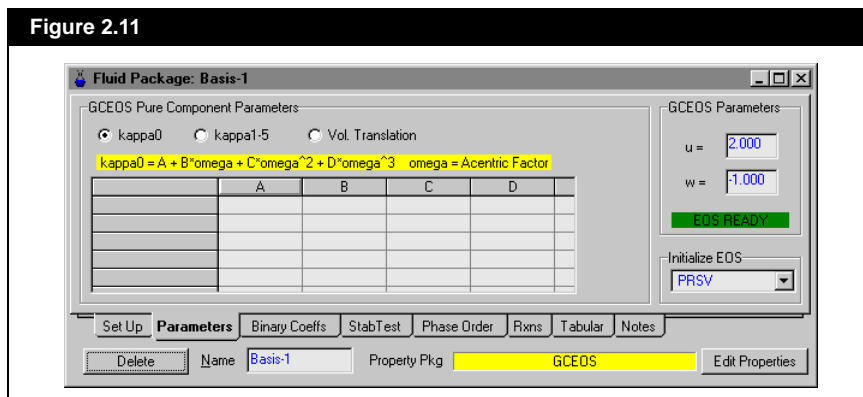 Figure 2.11
Fluid Package: Basis-1
GCEOS Pure Component Parameters
kappa0 kappa1-5 Vol. Translation
kappa0 = A + B*omega + C*omega^2 + D*omega^3 omega = Acentric Factor
A B C D
GCEOS Parameters
u = 2.000
w = -1.000
EOS READY
Initialize EOS
PRSV
Set Up Parameters Binary Coeffs StabTest Phase Order Rxns Tabular Notes
Delete Name Basis-1 Property Pkg GCEOS Edit Properties